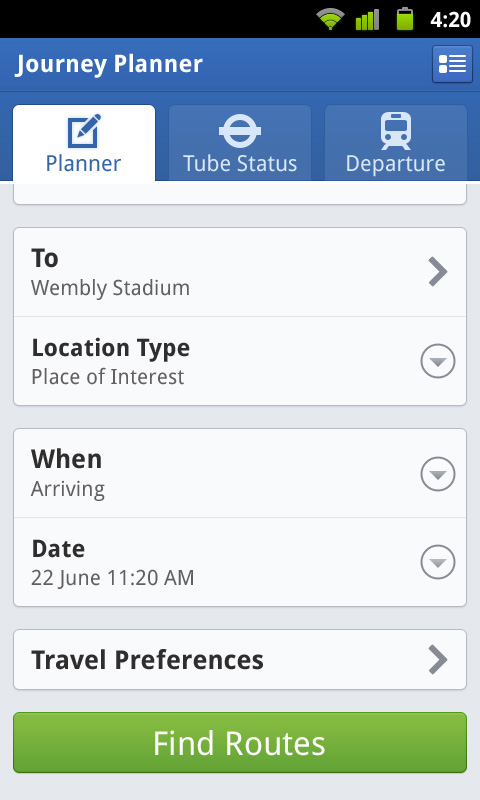 4:20
Journey Planner
Planner
Tube Status
Departure
To
Wembly Stadium
Location Type
Place of Interest
When
Arriving
Date
22 June 11:20 AM
Travel Preferences
Find Routes